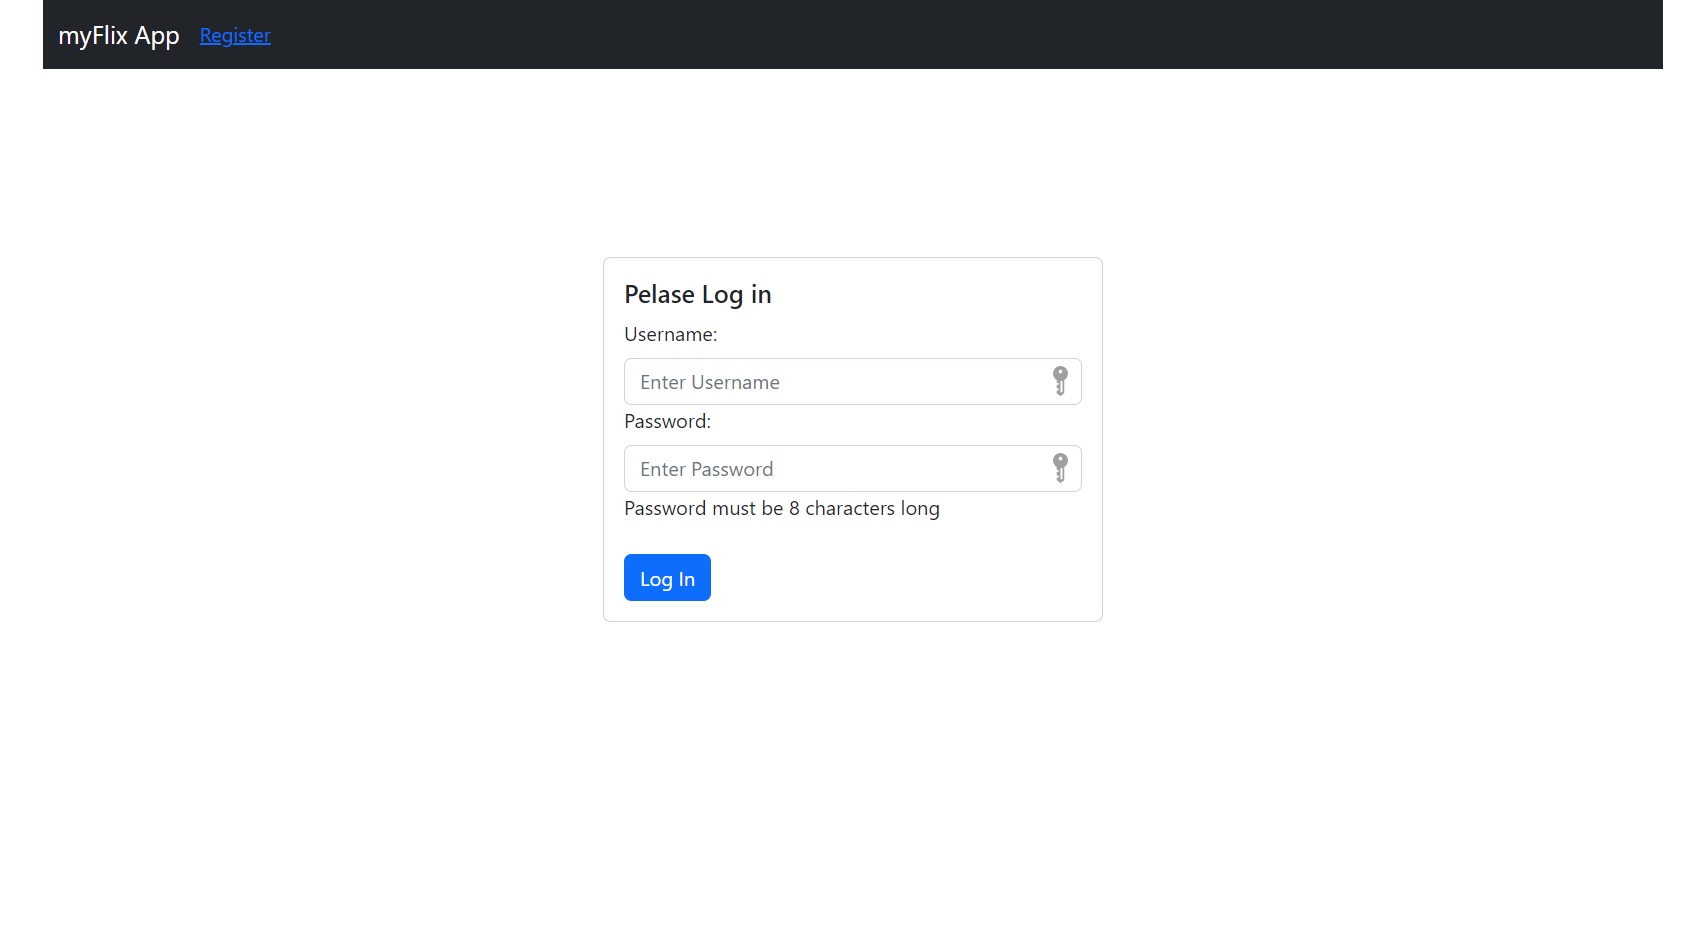 myFlix App Register
Pelase Log in
Username:
Enter Username
Password:
Enter Password
Password must be 8 characters long
Log In